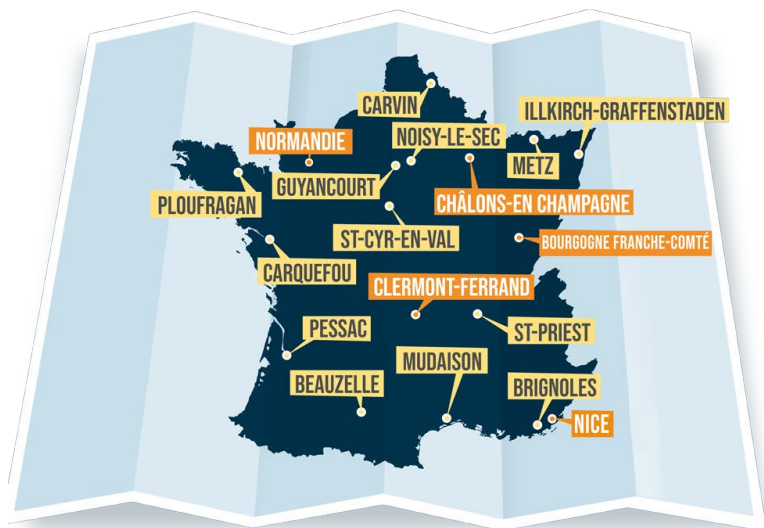 CARVIN
ILLKIRCH-GRAFFENSTADEN
NORMANDIE
NOISY-LE-SEC
METZ
GUYANCOURT
PLOUFRAGAN
CHÂLONS-EN CHAMPAGNE
ST-CYR-EN-VAL
BOURGOGNE FRANCHE-COMTÉ
CARQUEFOU
CLERMONT-FERRAND
PESSAC
ST-PRIEST
MUDAISON
BEAUZELLE
BRIGNOLES
NICE